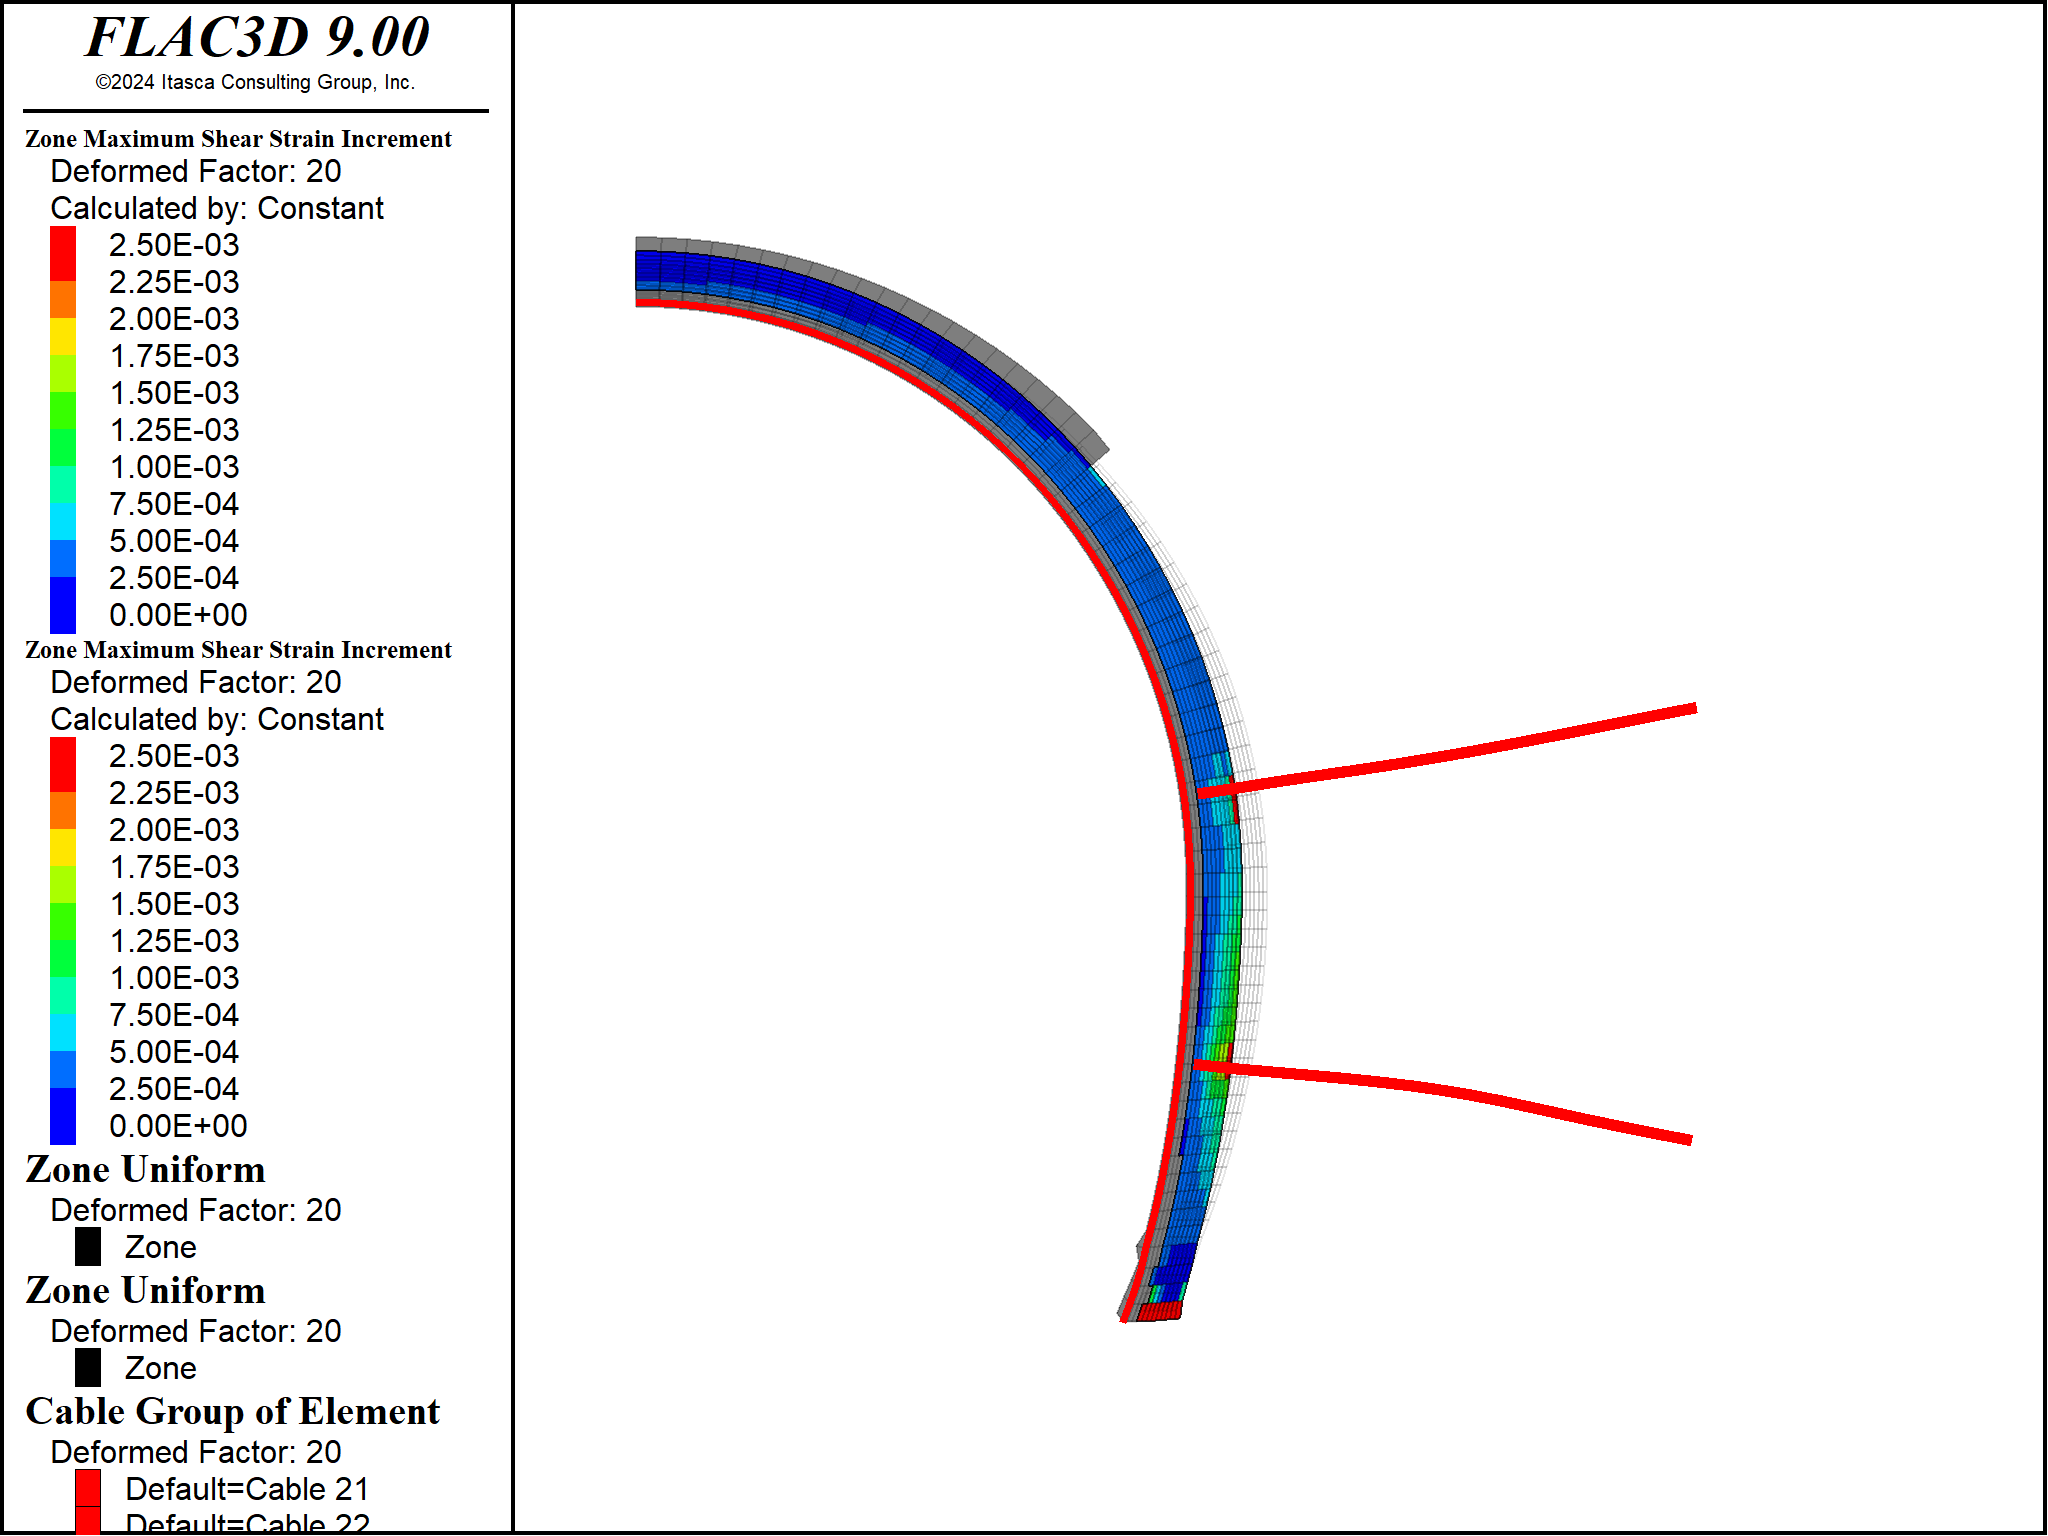 FLAC3D 9.00
©2024 Itasca Consulting Group, Inc.
Zone Maximum Shear Strain Increment
Deformed Factor: 20
Calculated by: Constant
2.50E-03
2.25E-03
2.00E-03
1.75E-03
1.50E-03
1.25E-03
1.00E-03
7.50E-04
5.00E-04
2.50E-04
0.00E+00
Zone Maximum Shear Strain Increment
Deformed Factor: 20
Calculated by: Constant
2.50E-03
2.25E-03
2.00E-03
1.75E-03
1.50E-03
1.25E-03
1.00E-03
7.50E-04
5.00E-04
2.50E-04
0.00E+00
Zone Uniform
Deformed Factor: 20
Zone
Zone Uniform
Deformed Factor: 20
Zone
Cable Group of Element
Deformed Factor: 20
Default=Cable 21
Default=Cable 22